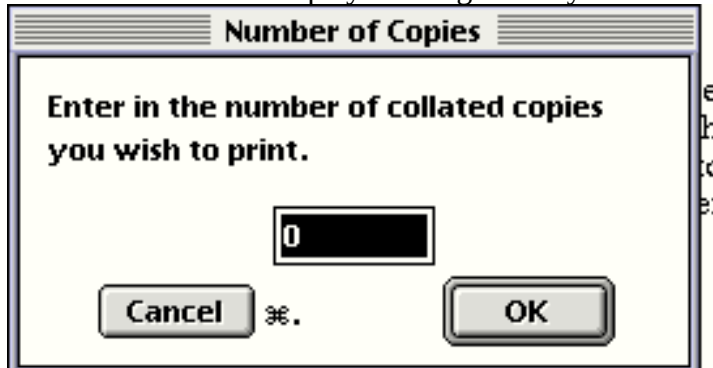 Number of Copies
Enter in the number of collated copies
you wish to print.
0
Cancel ⌘. OK